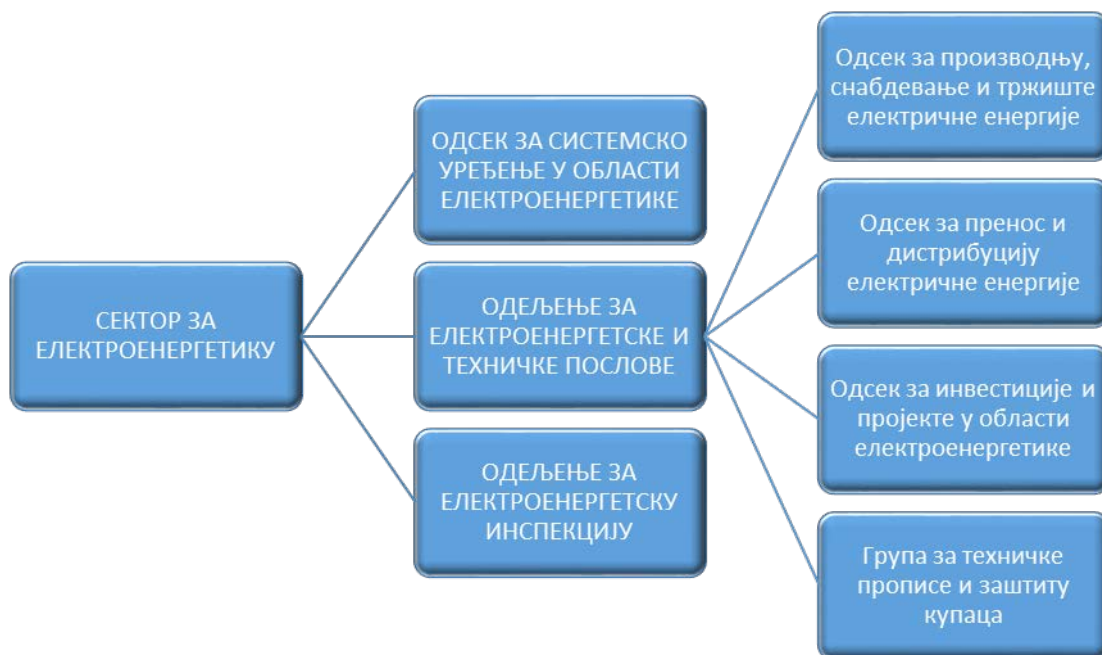 СЕКТОР ЗА
ЕЛЕКТРОЕНЕРГЕТИКУ
ОДСЕК ЗА СИСТЕМСКО
УРЕЂЕЊЕ У ОБЛАСТИ
ЕЛЕКТРОЕНЕРГЕТИКЕ
ОДЕЉЕЊЕ ЗА
ЕЛЕКТРОЕНЕРГЕТСКЕ И
ТЕХНИЧКЕ ПОСЛОВЕ
ОДЕЉЕЊЕ ЗА
ЕЛЕКТРОЕНЕРГЕТСКУ
ИНСПЕКЦИЈУ
Одсек за производњу,
снабдевање и тржиште
електричне енергије
Одсек за пренос и
дистрибуцију
електричне енергије
Одсек за инвестиције и
пројекте у области
електроенергетике
Група за техничке
прописе и заштиту
купаца